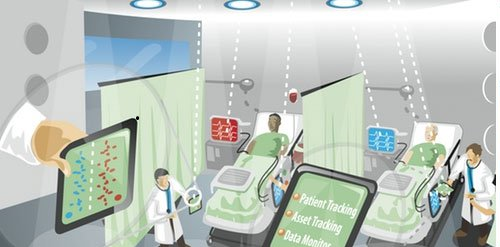 Patient Tracking
Asset Tracking
Data Monitor